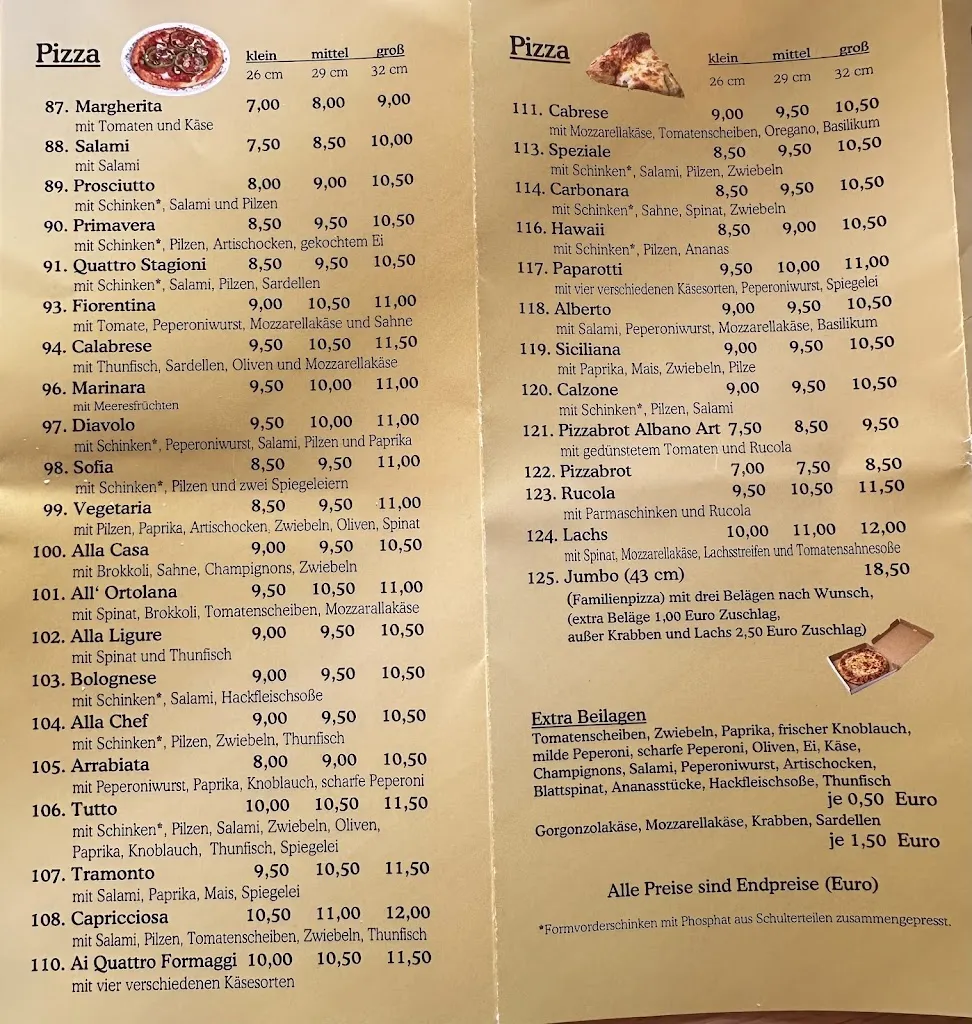 Pizza klein mittel groß
26 cm 29 cm 32 cm
87. Margherita 7,00 8,00 9,00
mit Tomaten und Käse
88. Salami 7,50 8,50 10,00
mit Salami
89. Prosciutto 8,00 9,00 10,50
mit Schinken*, Salami und Pilzen
90. Primavera 8,50 9,50 10,50
mit Schinken*, Pilzen, Artischocken, gekochtem Ei
91. Quattro Stagioni 8,50 9,50 10,50
mit Schinken*, Salami, Pilzen, Sardellen
93. Fiorentina 9,00 10,50 11,00
mit Tomate, Peperoniwurst, Mozzarellakäse und Sahne
94. Calabrese 9,50 10,50 11,50
mit Thunfisch, Sardellen, Oliven und Mozzarellakäse
96. Marinara 9,50 10,00 11,00
mit Meeresfrüchten
97. Diavolo 9,50 10,00 11,00
mit Schinken*, Peperoniwurst, Salami, Pilzen und Paprika
98. Sofia 8,50 9,50 11,00
mit Schinken*, Pilzen und zwei Spiegeleiern
99. Vegetaria 8,50 9,50 11,00
mit Pilzen, Paprika, Artischocken, Zwiebeln, Oliven, Spinat
100. Alla Casa 9,00 9,50 10,50
mit Brokkoli, Sahne, Champignons, Zwiebeln
101. All' Ortolana 9,50 10,50 11,00
mit Spinat, Brokkoli, Tomatenscheiben, Mozzarallakäse
102. Alla Ligure 9,00 9,50 10,50
mit Spinat und Thunfisch
103. Bolognese 9,00 9,50 10,50
mit Schinken*, Salami, Hackfleischsoße
104. Alla Chef 9,00 9,50 10,50
mit Schinken*, Pilzen, Zwiebeln, Thunfisch
105. Arrabiata 8,00 9,00 10,50
mit Peperoniwurst, Paprika, Knoblauch, scharfe Peperoni
106. Tutto 10,00 10,50 11,50
mit Schinken*, Pilzen, Salami, Zwiebeln, Oliven,
Paprika, Knoblauch, Thunfisch, Spiegelei
107. Tramonto 9,50 10,50 11,50
mit Salami, Paprika, Mais, Spiegelei
108. Capricciosa 10,50 11,00 12,00
mit Salami, Pilzen, Tomatenscheiben, Zwiebeln, Thunfisch
110. Ai Quattro Formaggi 10,00 10,50 11,50
mit vier verschiedenen Käsesorten
Pizza klein mittel groß
26 cm 29 cm 32 cm
111. Cabrese 9,00 9,50 10,50
mit Mozzarellakäse, Tomatenscheiben, Oregano, Basilikum
113. Speziale 8,50 9,50 10,50
mit Schinken*, Salami, Pilzen, Zwiebeln
114. Carbonara 8,50 9,50 10,50
mit Schinken*, Sahne, Spinat, Zwiebeln
116. Hawaii 8,50 9,00 10,50
mit Schinken*, Pilzen, Ananas
117. Paparotti 9,50 10,00 11,00
mit vier verschiedenen Käsesorten, Peperoniwurst, Spiegelei
118. Alberto 9,00 9,50 10,50
mit Salami, Peperoniwurst, Mozzarellakäse, Basilikum
119. Siciliana 9,00 9,50 10,50
mit Paprika, Mais, Zwiebeln, Pilze
120. Calzone 9,00 9,50 10,50
mit Schinken*, Pilzen, Salami
121. Pizzabrot Albano Art 7,50 8,50 9,50
mit gedünstetem Tomaten und Rucola
122. Pizzabrot 7,00 7,50 8,50
123. Rucola 9,50 10,50 11,50
mit Parmaschinken und Rucola
124. Lachs 10,00 11,00 12,00
mit Spinat, Mozzarellakäse, Lachsstreifen und Tomatensahnesoße
125. Jumbo (43 cm) 18,50
(Familienpizza) mit drei Belägen nach Wunsch,
(extra Beläge 1,00 Euro Zuschlag,
außer Krabben und Lachs 2,50 Euro Zuschlag)
Extra Beilagen
Tomatenscheiben, Zwiebeln, Paprika, frischer Knoblauch,
milde Peperoni, scharfe Peperoni, Oliven, Ei, Käse,
Champignons, Salami, Peperoniwurst, Artischocken,
Blattspinat, Ananasstücke, Hackfleischsoße, Thunfisch
je 0,50 Euro
Gorgonzolakäse, Mozzarellakäse, Krabben, Sardellen
je 1,50 Euro
Alle Preise sind Endpreise (Euro)
*Formvorderschinken mit Phosphat aus Schulterteilen zusammengepresst.